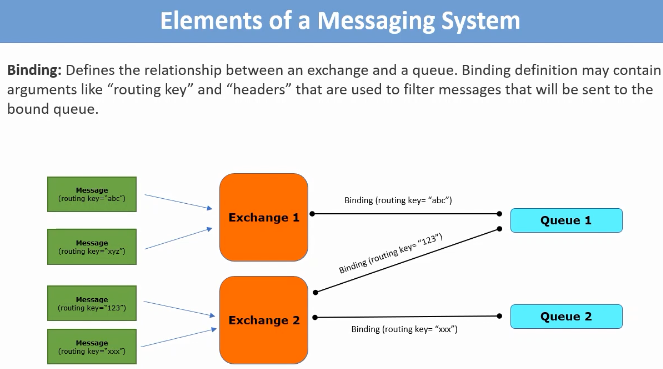 Elements of a Messaging System
Binding: Defines the relationship between an exchange and a queue. Binding definition may contain
arguments like “routing key” and “headers” that are used to filter messages that will be sent to the
bound queue.
Message
(routing key=“abc”)
Message
(routing key=“xyz”)
Message
(routing key=“123”)
Message
(routing key=“xxx”)
Exchange 1
Exchange 2
Binding (routing key= “abc”)
Binding (routing key= “123”)
Binding (routing key= “xxx”)
Queue 1
Queue 2